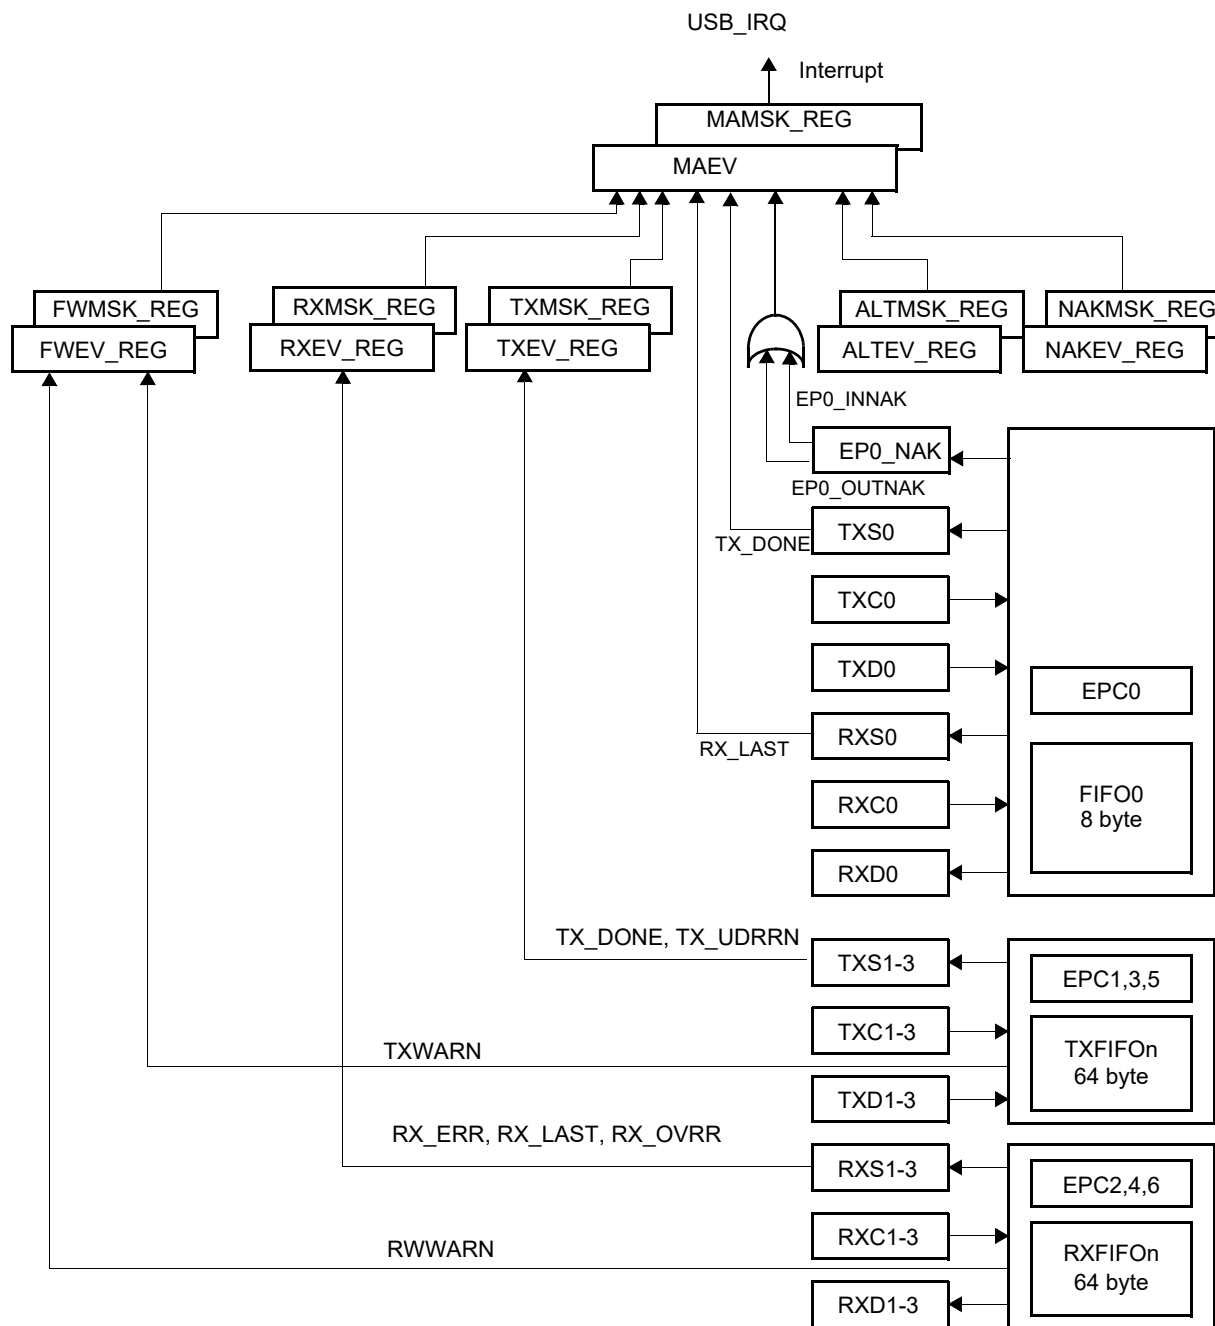 USB_IRQ
Interrupt
MAMSK_REG
MAEV
FWMSK_REG
RXMSK_REG
TXMSK_REG
ALTMSK_REG
NAKMSK_REG
FWEV_REG
RXEV_REG
TXEV_REG
ALTEV_REG
NAKEV_REG
EP0_INNAK
EP0_NAK
EP0_OUTNAK
TXS0
TX_DONE
TXC0
TXD0
EPC0
RXS0
RX_LAST
FIFO0
8 byte
RXC0
RXD0
TX_DONE, TX_UDRRN
TXS1-3
EPC1,3,5
TXC1-3
TXWARN
TXFIFOn
64 byte
TXD1-3
RX_ERR, RX_LAST, RX_OVRR
RXS1-3
EPC2,4,6
RXC1-3
RWWARN
RXFIFOn
64 byte
RXD1-3